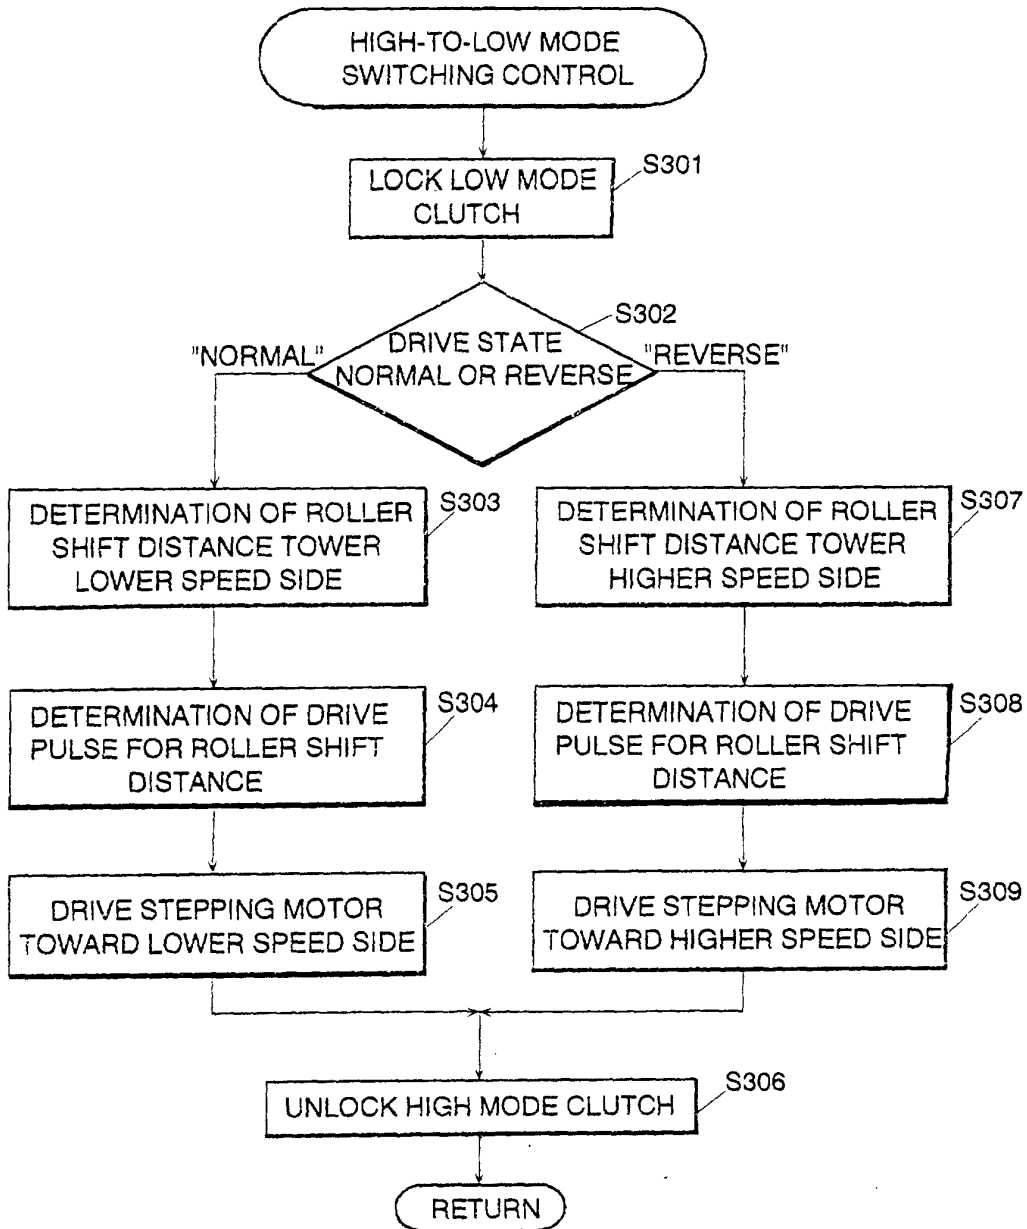 HIGH-TO-LOW MODE
SWITCHING CONTROL
LOCK LOW MODE
CLUTCH
S301
DRIVE STATE
NORMAL OR REVERSE
S302
"NORMAL"
"REVERSE"
DETERMINATION OF ROLLER
SHIFT DISTANCE TOWER
LOWER SPEED SIDE
S303
DETERMINATION OF ROLLER
SHIFT DISTANCE TOWER
HIGHER SPEED SIDE
S307
DETERMINATION OF DRIVE
PULSE FOR ROLLER SHIFT
DISTANCE
S304
DETERMINATION OF DRIVE
PULSE FOR ROLLER SHIFT
DISTANCE
S308
DRIVE STEPPING MOTOR
TOWARD LOWER SPEED SIDE
S305
DRIVE STEPPING MOTOR
TOWARD HIGHER SPEED SIDE
S309
UNLOCK HIGH MODE CLUTCH
S306
RETURN